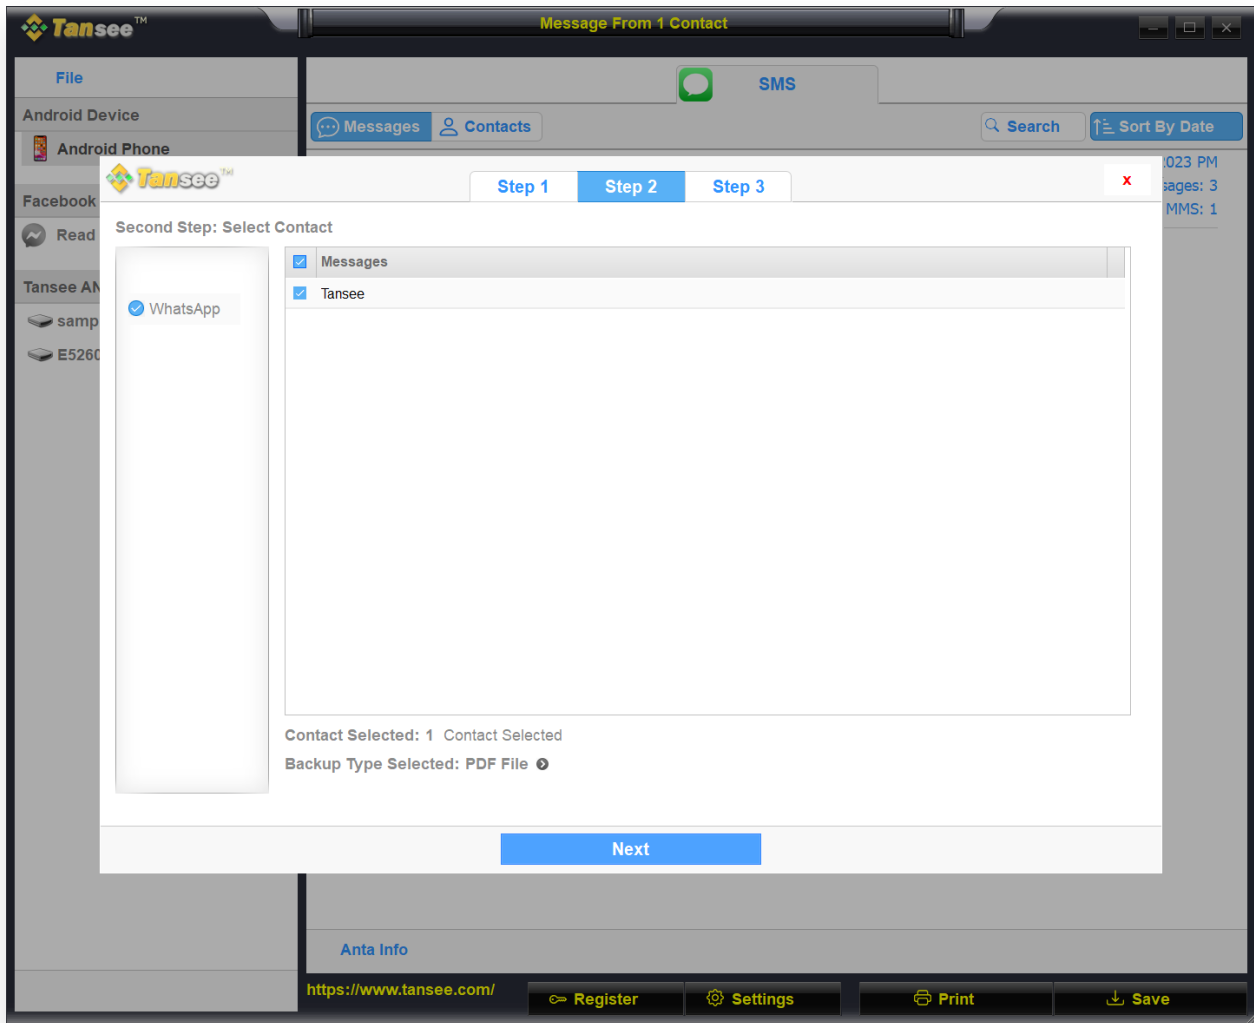 Tansee™
Message From 1 Contact
File
SMS
Android Device
Messages
Contacts
Search
Sort By Date
Android Phone
023 PM
Tansee™
Step 1
Step 2
Step 3
x
sages: 3
Facebook
MMS: 1
Read
Second Step: Select Contact
Messages
Tansee AN
Tansee
WhatsApp
samp
E5260
Contact Selected: 1 Contact Selected
Backup Type Selected: PDF File
Next
Anta Info
https://www.tansee.com/
Register
Settings
Print
Save